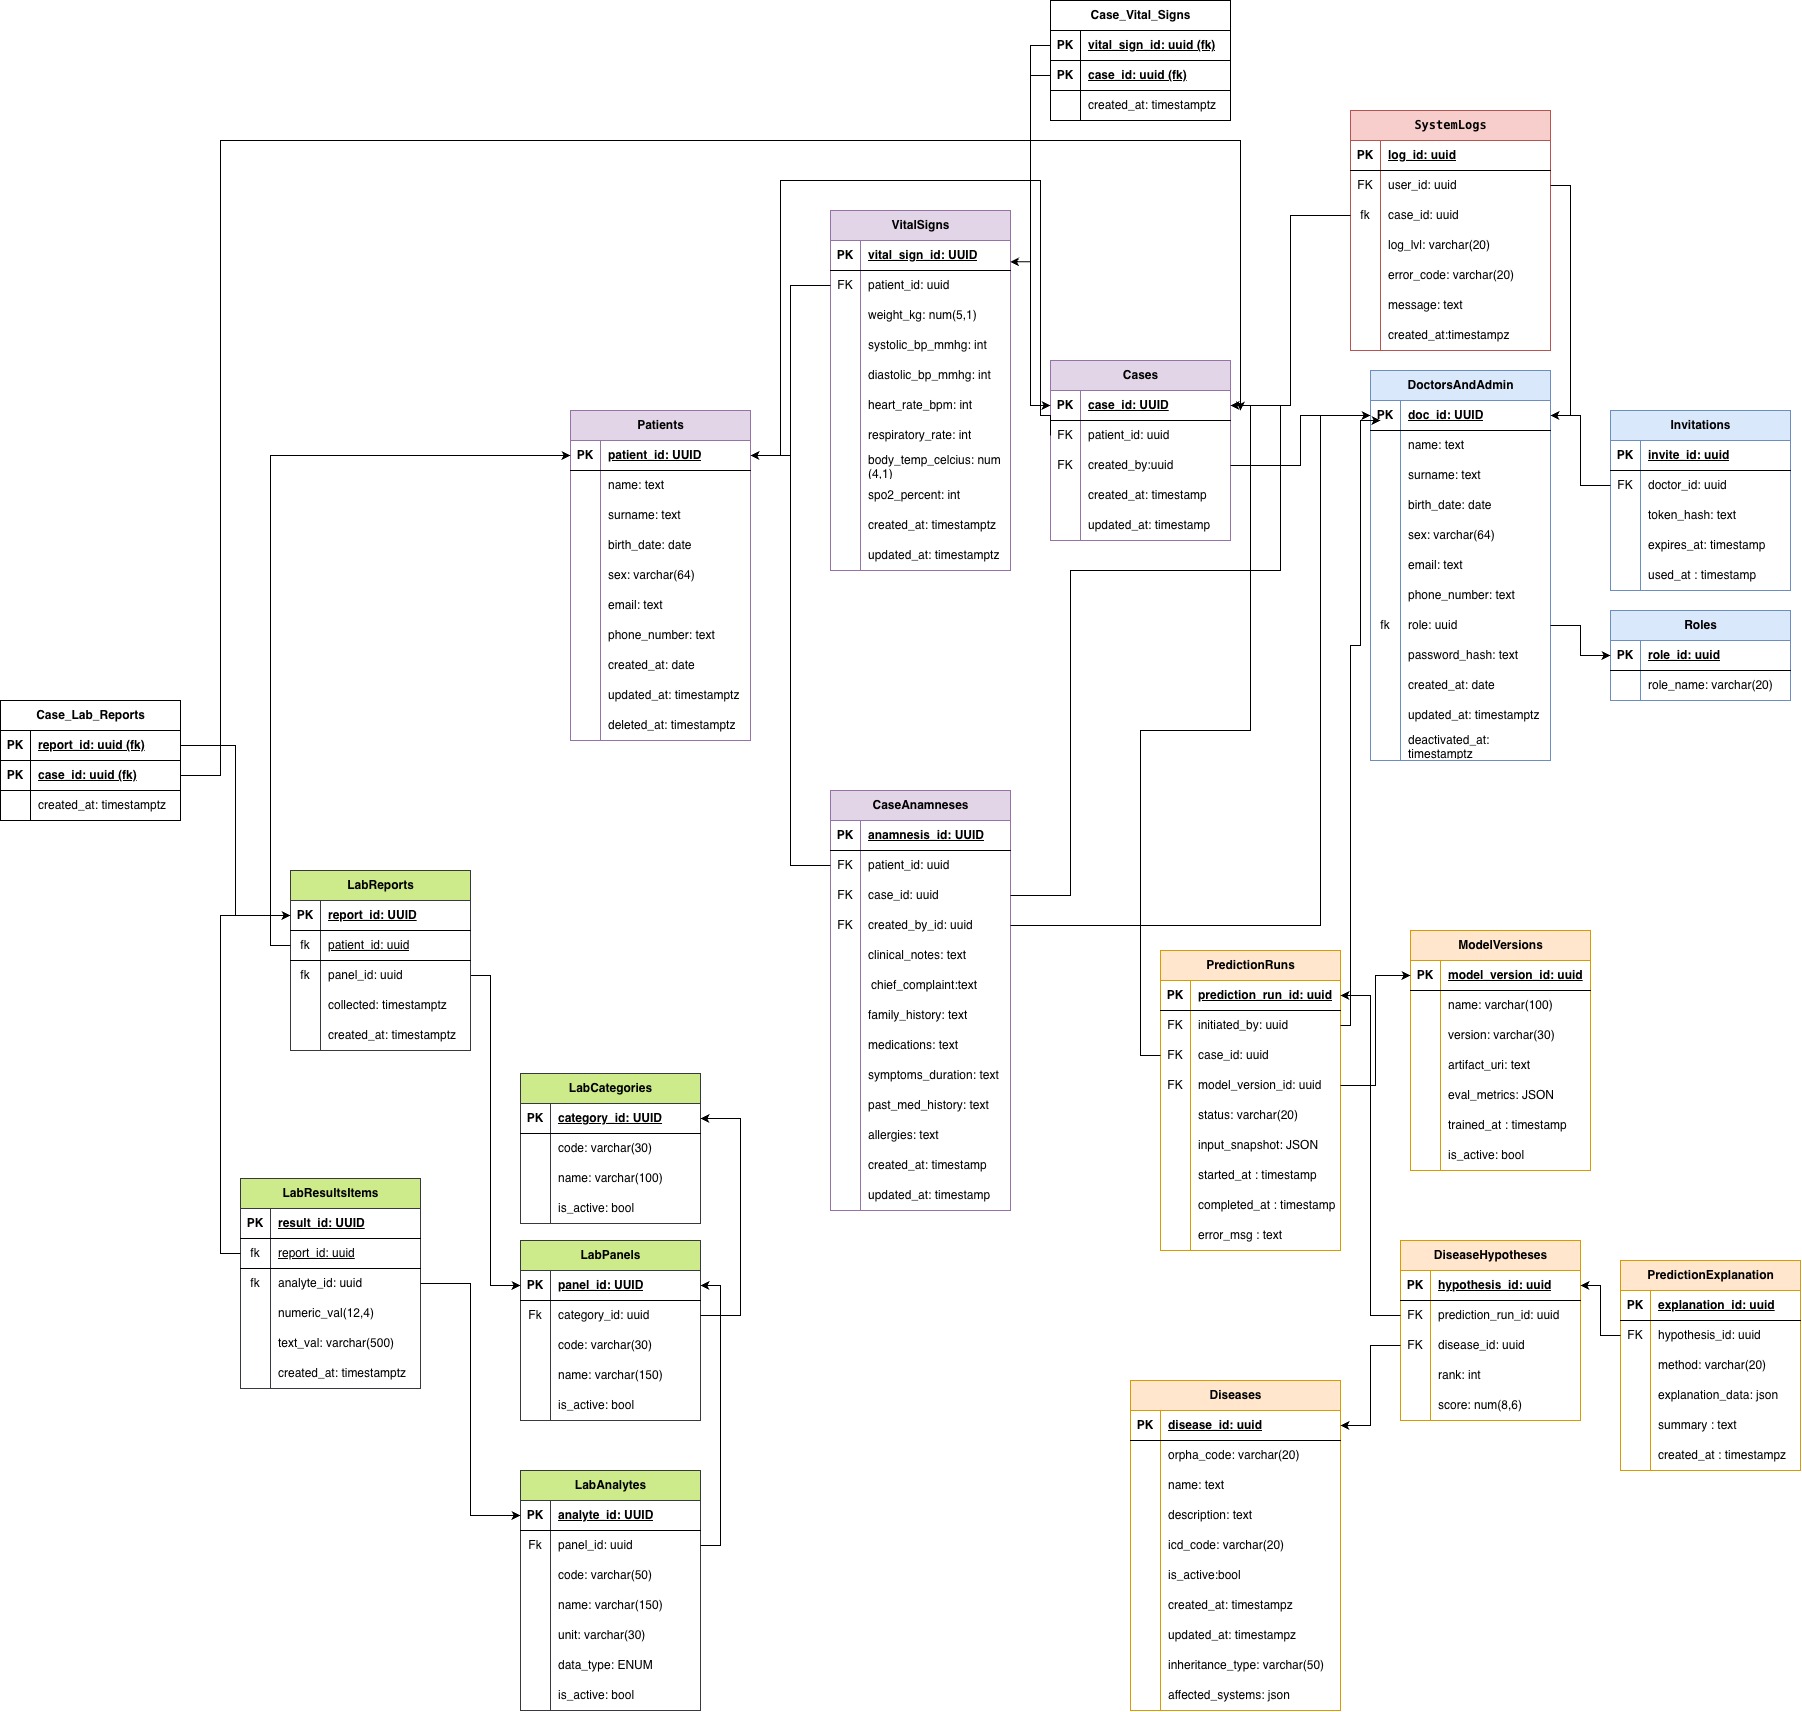 Case_Vital_Signs
PK vital_sign_id: uuid (fk)
PK case_id: uuid (fk)
created_at: timestamptz
SystemLogs
PK log_id: uuid
FK user_id: uuid
fk case_id: uuid
log_lvl: varchar(20)
error_code: varchar(20)
message: text
created_at:timestampz
VitalSigns
PK vital_sign_id: UUID
FK patient_id: uuid
weight_kg: num(5,1)
systolic_bp_mmhg: int
diastolic_bp_mmhg: int
heart_rate_bpm: int
respiratory_rate: int
body_temp_celcius: num
(4,1)
spo2_percent: int
created_at: timestamptz
updated_at: timestamptz
Cases
PK case_id: UUID
FK patient_id: uuid
FK created_by:uuid
created_at: timestamp
updated_at: timestamp
DoctorsAndAdmin
PK doc_id: UUID
name: text
surname: text
birth_date: date
sex: varchar(64)
email: text
phone_number: text
fk role: uuid
password_hash: text
created_at: date
updated_at: timestamptz
deactivated_at:
timestamptz
Invitations
PK invite_id: uuid
FK doctor_id: uuid
token_hash: text
expires_at: timestamp
used_at : timestamp
Roles
PK role_id: uuid
role_name: varchar(20)
Patients
PK patient_id: UUID
name: text
surname: text
birth_date: date
sex: varchar(64)
email: text
phone_number: text
created_at: date
updated_at: timestamptz
deleted_at: timestamptz
Case_Lab_Reports
PK report_id: uuid (fk)
PK case_id: uuid (fk)
created_at: timestamptz
CaseAnamneses
PK anamnesis_id: UUID
FK patient_id: uuid
FK case_id: uuid
FK created_by_id: uuid
clinical_notes: text
chief_complaint:text
family_history: text
medications: text
symptoms_duration: text
past_med_history: text
allergies: text
created_at: timestamp
updated_at: timestamp
LabReports
PK report_id: UUID
fk patient_id: uuid
fk panel_id: uuid
collected: timestamptz
created_at: timestamptz
PredictionRuns
PK prediction_run_id: uuid
FK initiated_by: uuid
FK case_id: uuid
FK model_version_id: uuid
status: varchar(20)
input_snapshot: JSON
started_at : timestamp
completed_at : timestamp
error_msg : text
ModelVersions
PK model_version_id: uuid
name: varchar(100)
version: varchar(30)
artifact_uri: text
eval_metrics: JSON
trained_at : timestamp
is_active: bool
LabCategories
PK category_id: UUID
code: varchar(30)
name: varchar(100)
is_active: bool
LabResultsItems
PK result_id: UUID
fk report_id: uuid
fk analyte_id: uuid
numeric_val(12,4)
text_val: varchar(500)
created_at: timestamptz
LabPanels
PK panel_id: UUID
Fk category_id: uuid
code: varchar(30)
name: varchar(150)
is_active: bool
DiseaseHypotheses
PK hypothesis_id: uuid
FK prediction_run_id: uuid
FK disease_id: uuid
rank: int
score: num(8,6)
PredictionExplanation
PK explanation_id: uuid
FK hypothesis_id: uuid
method: varchar(20)
explanation_data: json
summary : text
created_at : timestampz
Diseases
PK disease_id: uuid
orpha_code: varchar(20)
name: text
description: text
icd_code: varchar(20)
is_active:bool
created_at: timestampz
updated_at: timestampz
inheritance_type: varchar(50)
affected_systems: json
LabAnalytes
PK analyte_id: UUID
Fk panel_id: uuid
code: varchar(50)
name: varchar(150)
unit: varchar(30)
data_type: ENUM
is_active: bool